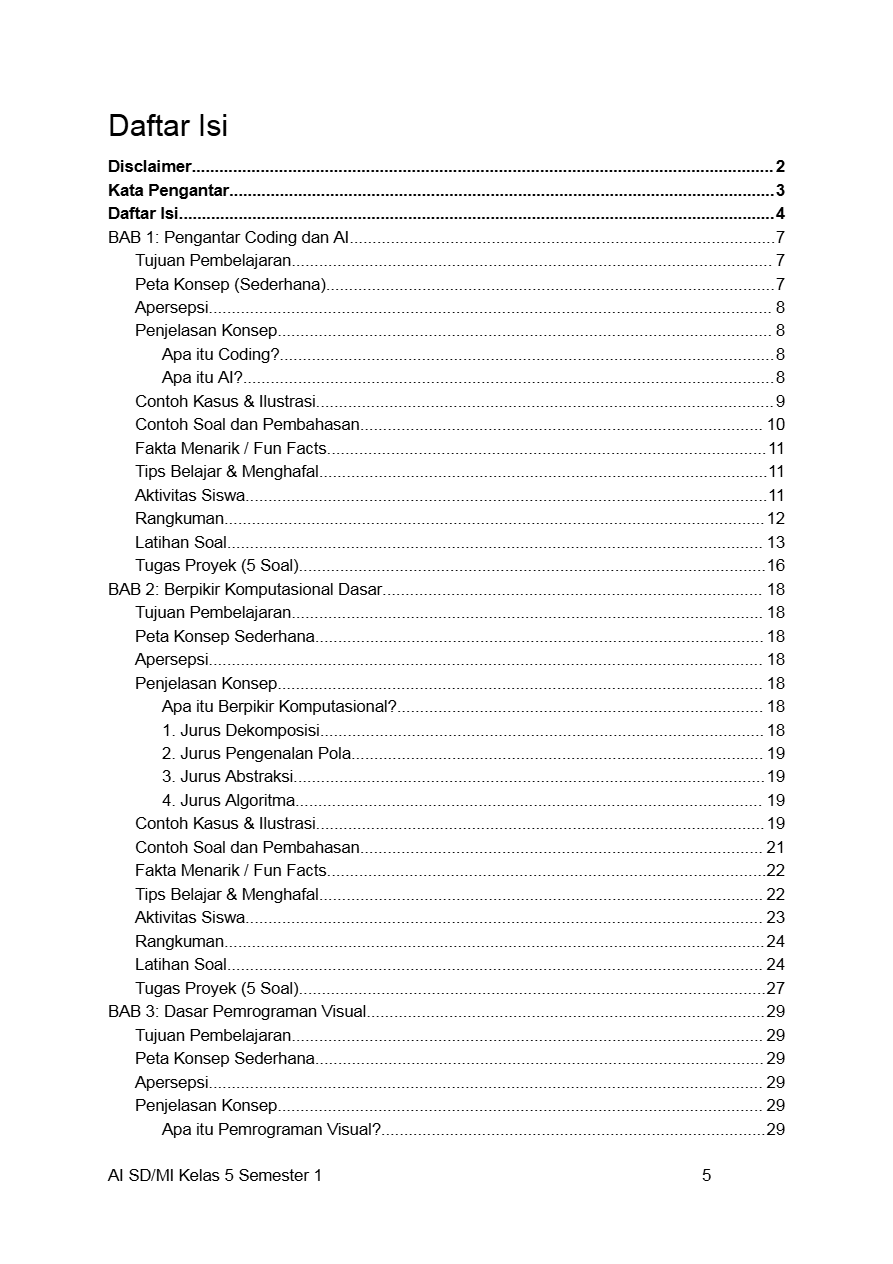 Daftar Isi
Disclaimer 2
Kata Pengantar 3
Daftar Isi 4
BAB 1: Pengantar Coding dan AI 7
Tujuan Pembelajaran 7
Peta Konsep (Sederhana) 7
Apersepsi 8
Penjelasan Konsep 8
Apa itu Coding? 8
Apa itu AI? 8
Contoh Kasus & Ilustrasi 9
Contoh Soal dan Pembahasan 10
Fakta Menarik / Fun Facts 11
Tips Belajar & Menghafal 11
Aktivitas Siswa 11
Rangkuman 12
Latihan Soal 13
Tugas Proyek (5 Soal) 16
BAB 2: Berpikir Komputasional Dasar 18
Tujuan Pembelajaran 18
Peta Konsep Sederhana 18
Apersepsi 18
Penjelasan Konsep 18
Apa itu Berpikir Komputasional? 18
1. Jurus Dekomposisi 18
2. Jurus Pengenalan Pola 19
3. Jurus Abstraksi 19
4. Jurus Algoritma 19
Contoh Kasus & Ilustrasi 19
Contoh Soal dan Pembahasan 21
Fakta Menarik / Fun Facts 22
Tips Belajar & Menghafal 22
Aktivitas Siswa 23
Rangkuman 24
Latihan Soal 24
Tugas Proyek (5 Soal) 27
BAB 3: Dasar Pemrograman Visual 29
Tujuan Pembelajaran 29
Peta Konsep Sederhana 29
Apersepsi 29
Penjelasan Konsep 29
Apa itu Pemrograman Visual? 29
AI SD/MI Kelas 5 Semester 1 5